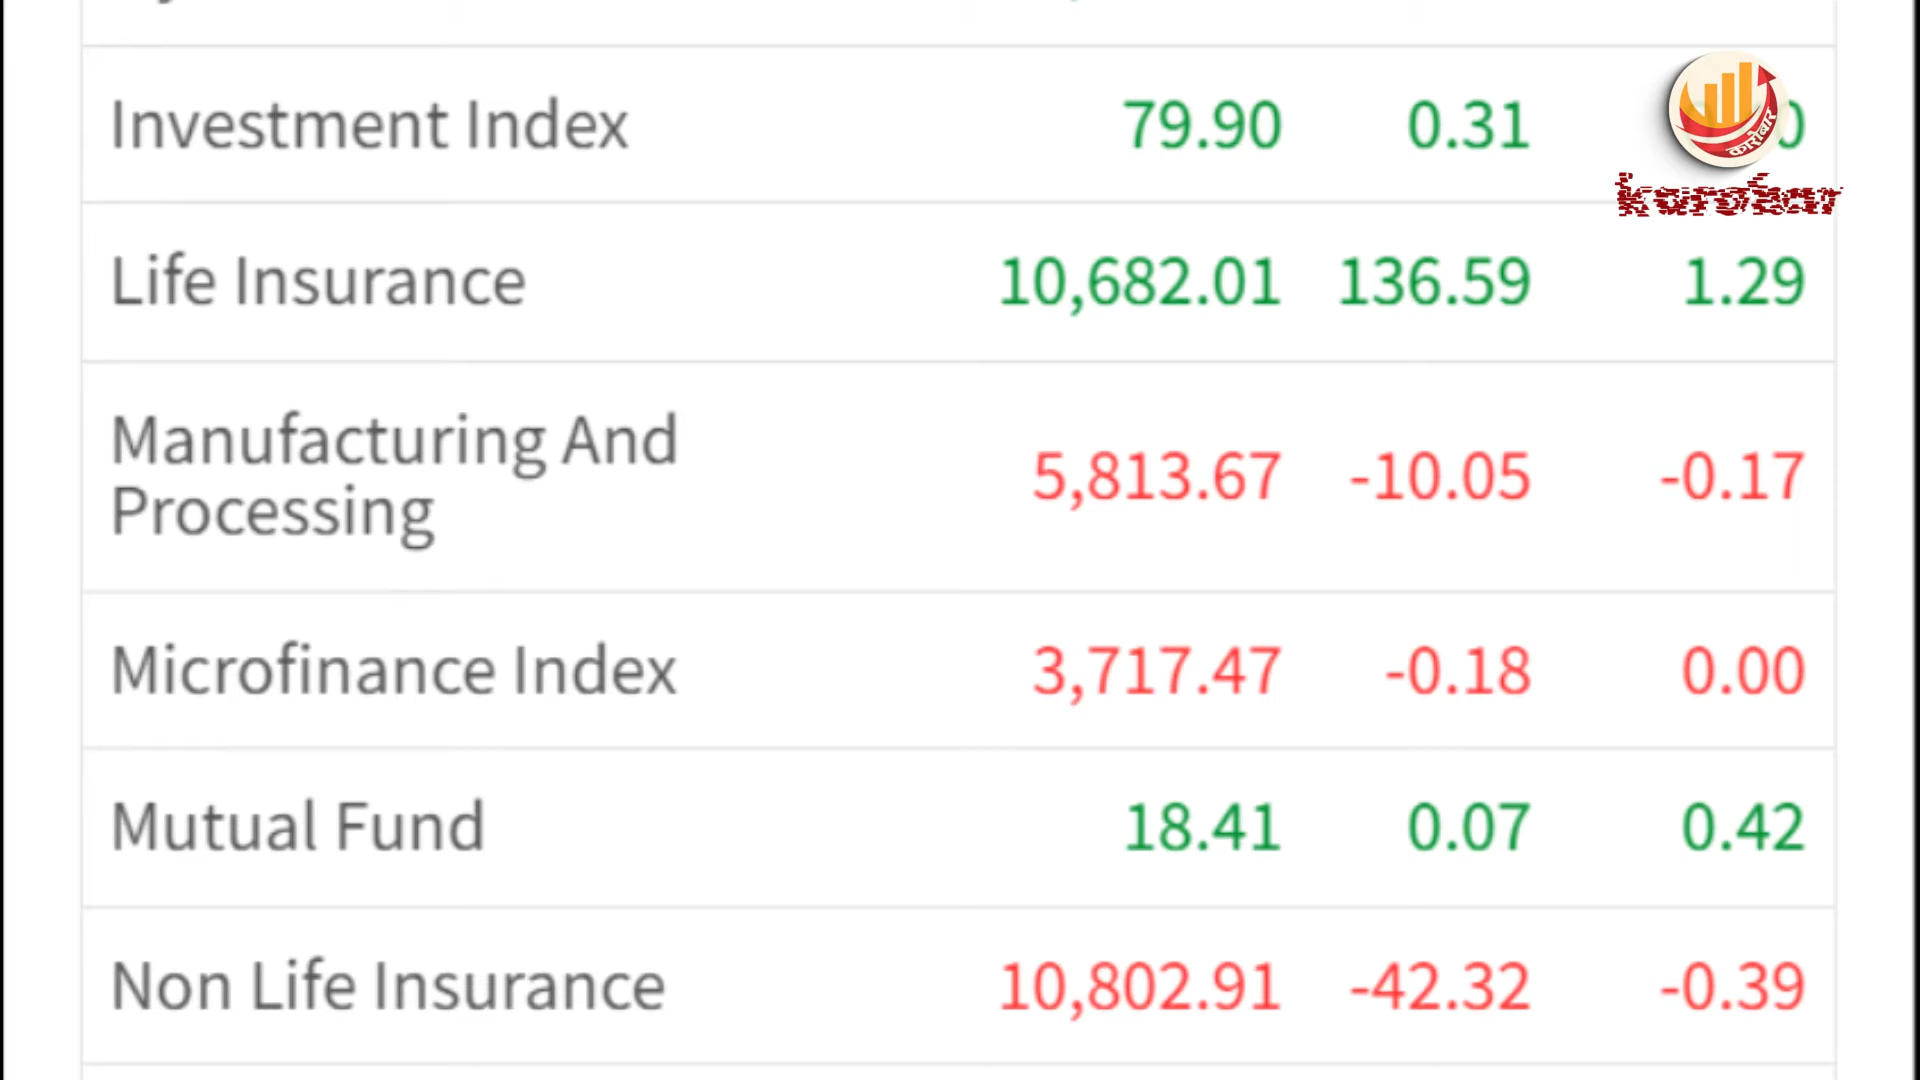 Investment Index 79.90 0.31
करोबार
karobar
Life Insurance 10,682.01 136.59 1.29
Manufacturing And
Processing 5,813.67 -10.05 -0.17
Microfinance Index 3,717.47 -0.18 0.00
Mutual Fund 18.41 0.07 0.42
Non Life Insurance 10,802.91 -42.32 -0.39